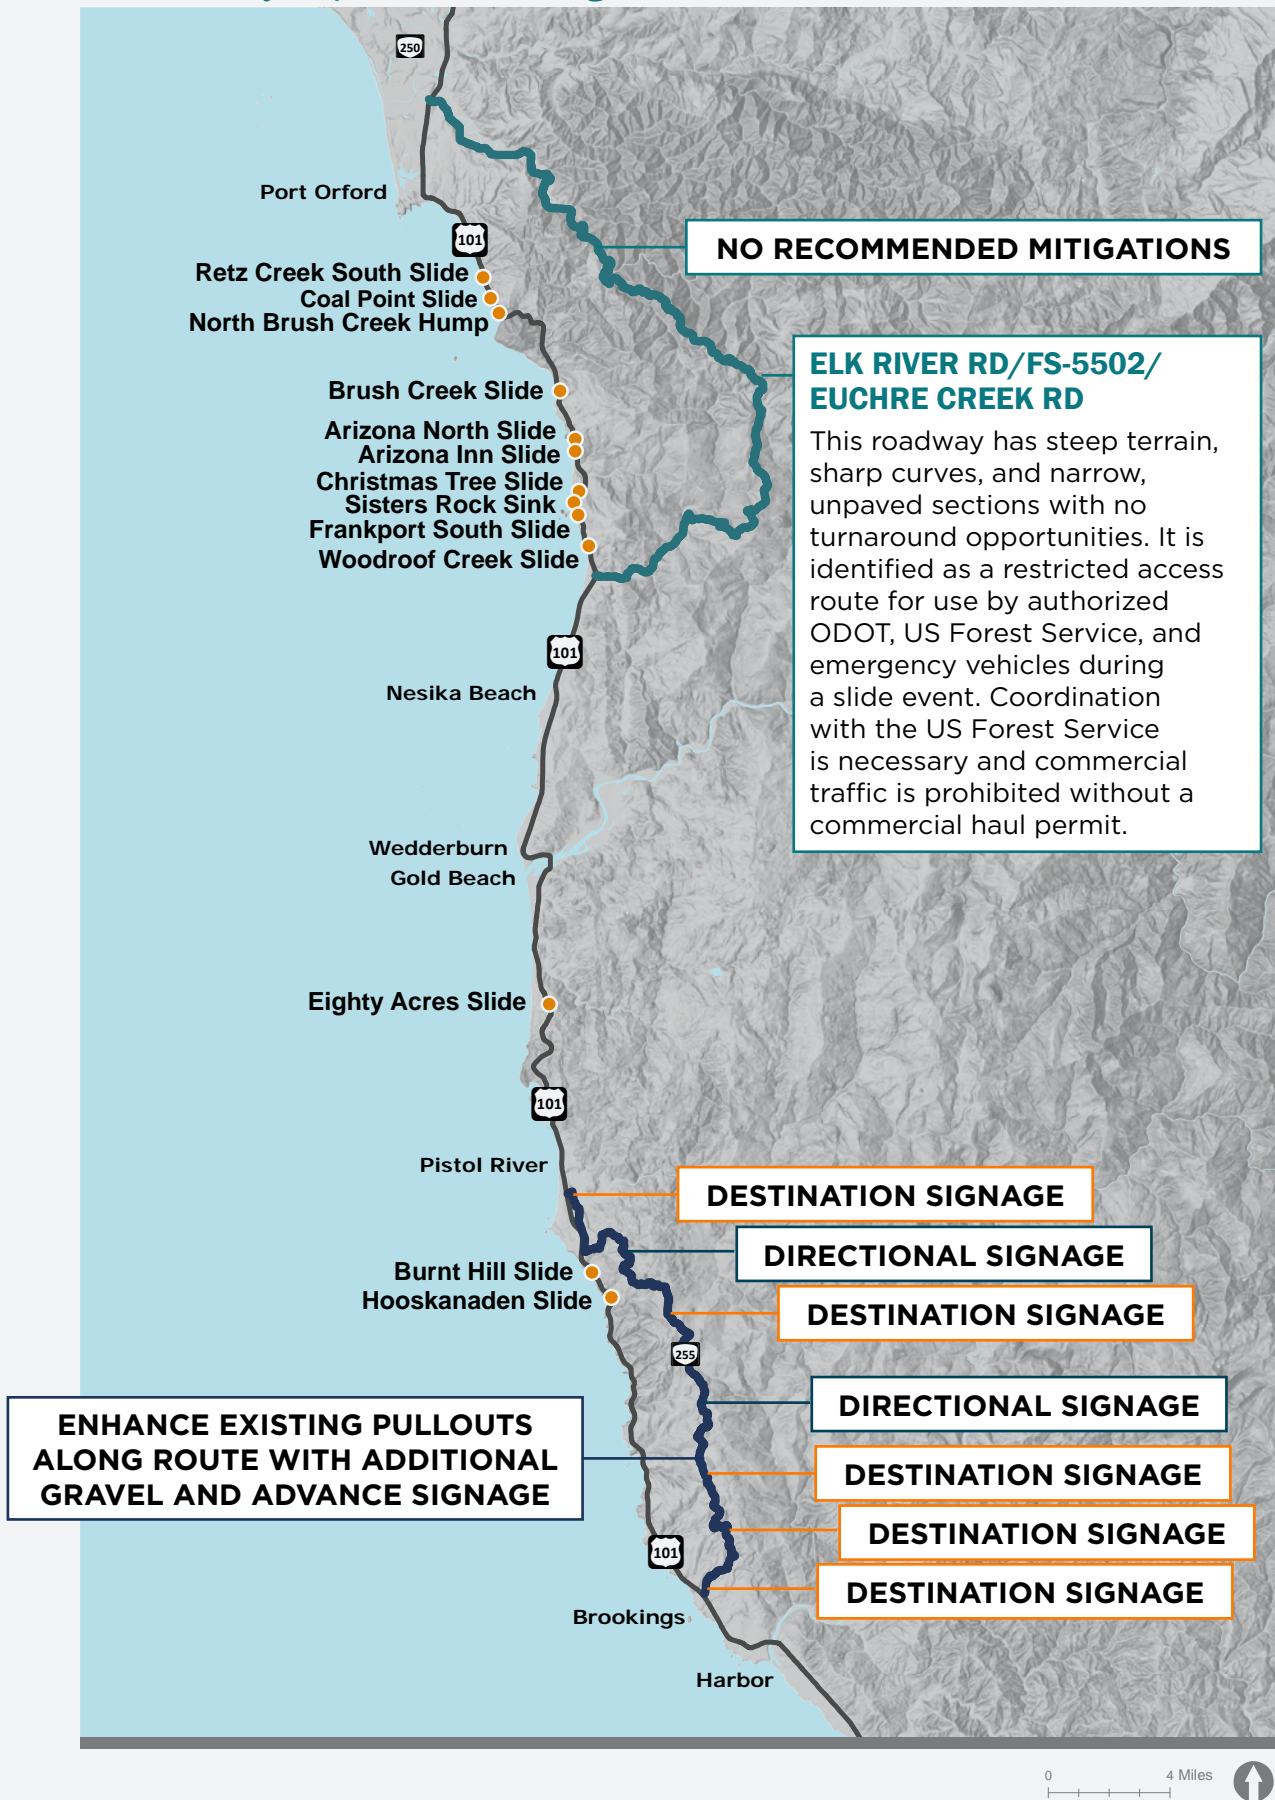 250
Port Orford
101
NO RECOMMENDED MITIGATIONS
Retz Creek South Slide
Coal Point Slide
North Brush Creek Hump
ELK RIVER RD/FS-5502/
EUCHRE CREEK RD
This roadway has steep terrain,
sharp curves, and narrow,
unpaved sections with no
turnaround opportunities. It is
identified as a restricted access
route for use by authorized
ODOT, US Forest Service, and
emergency vehicles during
a slide event. Coordination
with the US Forest Service
is necessary and commercial
traffic is prohibited without a
commercial haul permit.
Brush Creek Slide
Arizona North Slide
Arizona Inn Slide
Christmas Tree Slide
Sisters Rock Sink
Frankport South Slide
Woodroof Creek Slide
101
Nesika Beach
Wedderburn
Gold Beach
Eighty Acres Slide
101
Pistol River
DESTINATION SIGNAGE
DIRECTIONAL SIGNAGE
Burnt Hill Slide
Hooskanaden Slide
DESTINATION SIGNAGE
255
DIRECTIONAL SIGNAGE
ENHANCE EXISTING PULLOUTS
ALONG ROUTE WITH ADDITIONAL
GRAVEL AND ADVANCE SIGNAGE
DESTINATION SIGNAGE
DESTINATION SIGNAGE
101
DESTINATION SIGNAGE
Brookings
Harbor
0 4 Miles